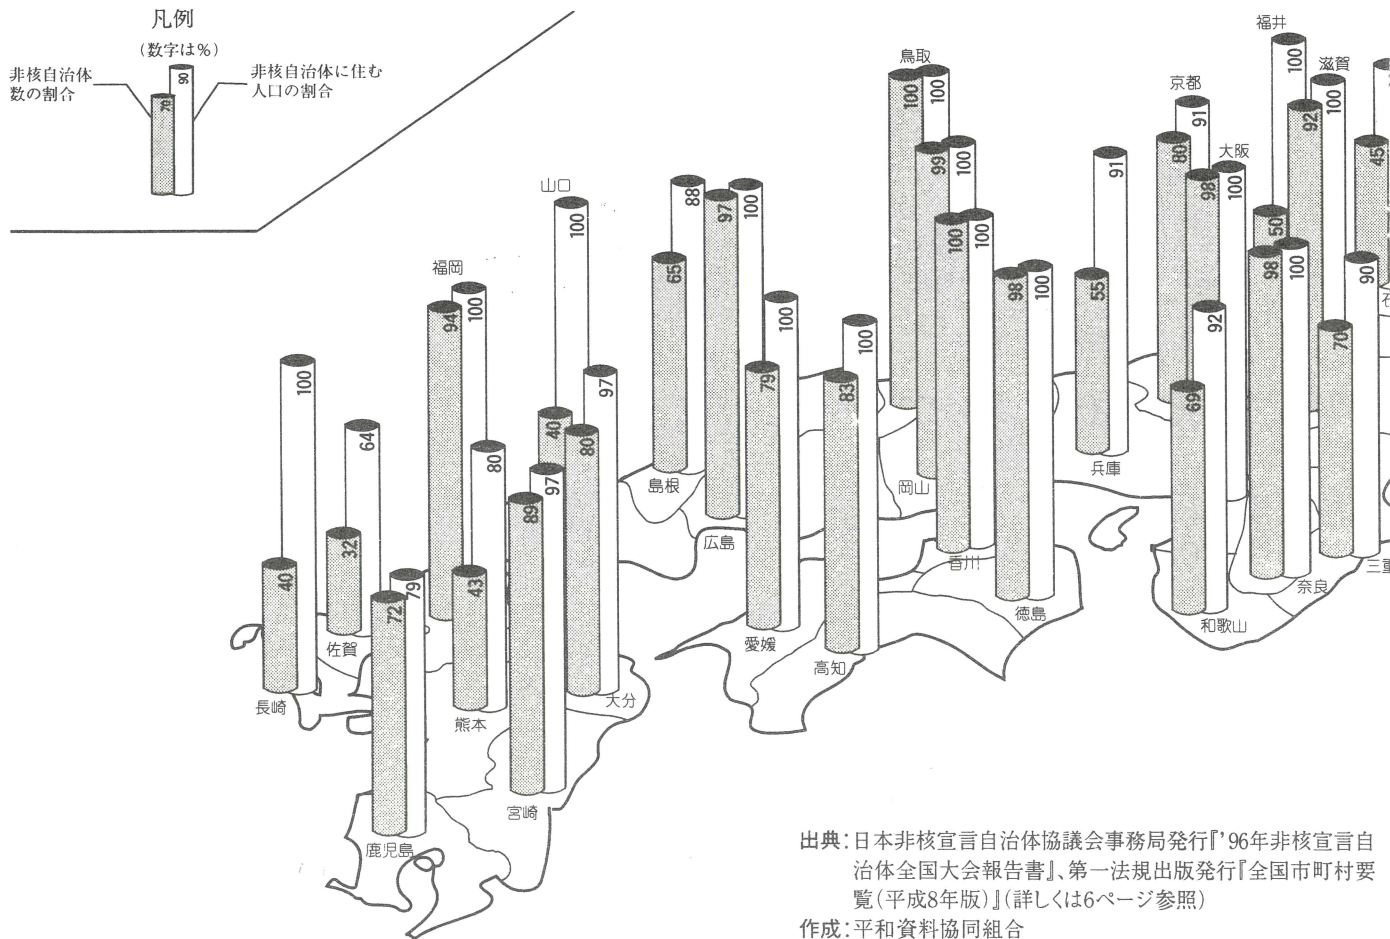 凡例
(数字は%)
非核自治体
数の割合
70
90
非核自治体に住む
人口の割合
福井
100
50
滋賀
100
92
鳥取
100
100
京都
91
80
45
99
100
大阪
100
98
91
55
兵庫
山口
100
40
88
65
島根
97
100
広島
岡山
100
100
香川
98
100
徳島
98
100
奈良
90
70
三重
92
69
和歌山
福岡
94
100
100
79
愛媛
100
83
高知
100
40
長崎
64
32
佐賀
80
43
熊本
97
80
大分
97
89
宮崎
79
72
鹿児島
石
出典:日本非核宣言自治体協議会事務局発行『'96年非核宣言自
治体全国大会報告書』、第一法規出版発行『全国市町村要
覧(平成8年版)』(詳しくは6ページ参照)
作成:平和資料協同組合